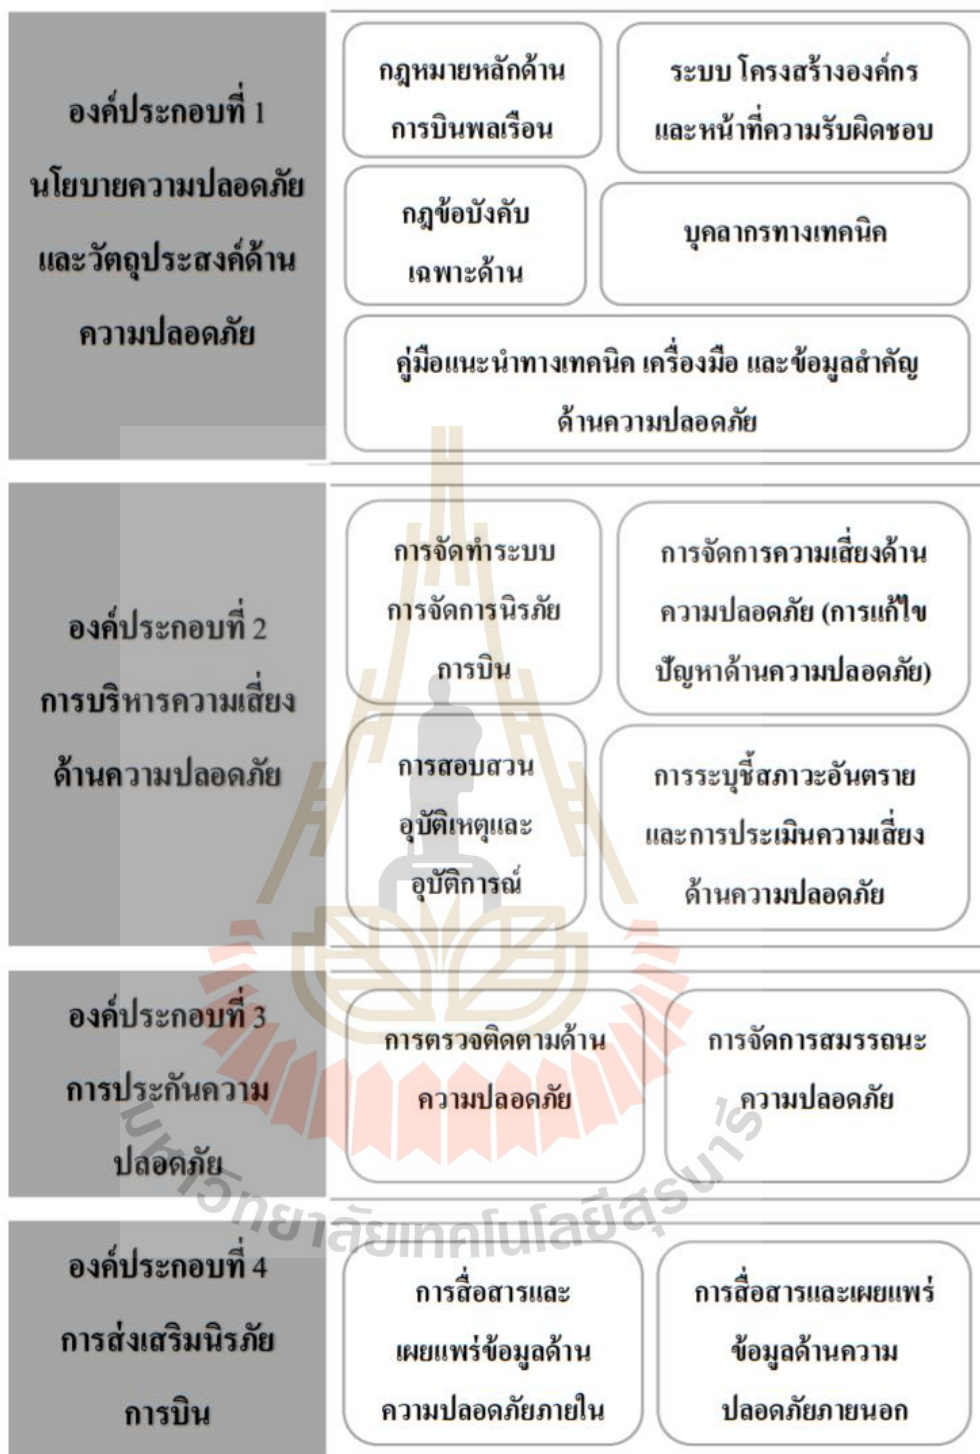 องค์ประกอบที่ 1
นโยบายความปลอดภัย
และวัตถุประสงค์ด้าน
ความปลอดภัย
กฎหมายหลักด้าน
การบินพลเรือน
ระบบ โครงสร้างองค์กร
และหน้าที่ความรับผิดชอบ
กฎข้อบังคับ
เฉพาะด้าน
บุคลากรทางเทคนิค
คู่มือแนะนำทางเทคนิค เครื่องมือ และข้อมูลสำคัญ
ด้านความปลอดภัย
องค์ประกอบที่ 2
การบริหารความเสี่ยง
ด้านความปลอดภัย
การจัดทำระบบ
การจัดการนิรภัย
การบิน
การจัดการความเสี่ยงด้าน
ความปลอดภัย (การแก้ไข
ปัญหาด้านความปลอดภัย)
การสอบสวน
อุบัติเหตุและ
อุบัติการณ์
การระบุชี้สภาวะอันตราย
และการประเมินความเสี่ยง
ด้านความปลอดภัย
องค์ประกอบที่ 3
การประกันความ
ปลอดภัย
การตรวจติดตามด้าน
ความปลอดภัย
การจัดการสมรรถนะ
ความปลอดภัย
มหาวิทยาลัยเทคโนโลยีสุรนารี
องค์ประกอบที่ 4
การส่งเสริมนิรภัย
การบิน
การสื่อสารและ
เผยแพร่ข้อมูลด้าน
ความปลอดภัยภายใน
การสื่อสารและเผยแพร่
ข้อมูลด้านความ
ปลอดภัยภายนอก